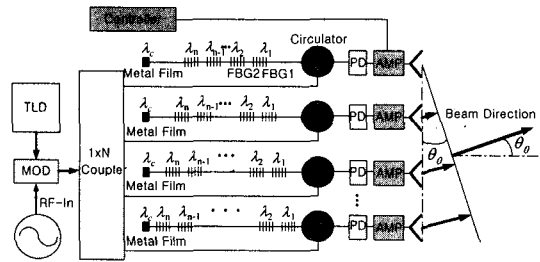 Controller
Circulator
λc λn λn-1 ··· λ2 λ1
Metal Film
FBG2 FBG1
PD
AMP
TLD
1xN
Coupler
MOD
RF-In
λc λn λn-1 ··· λ2 λ1
Metal Film
PD
AMP
Beam Direction
θ0
θ0
λc λn λn-1 ··· λ2 λ1
Metal Film
PD
AMP
λc λn λn-1 ··· λ2 λ1
Metal Film
PD
AMP